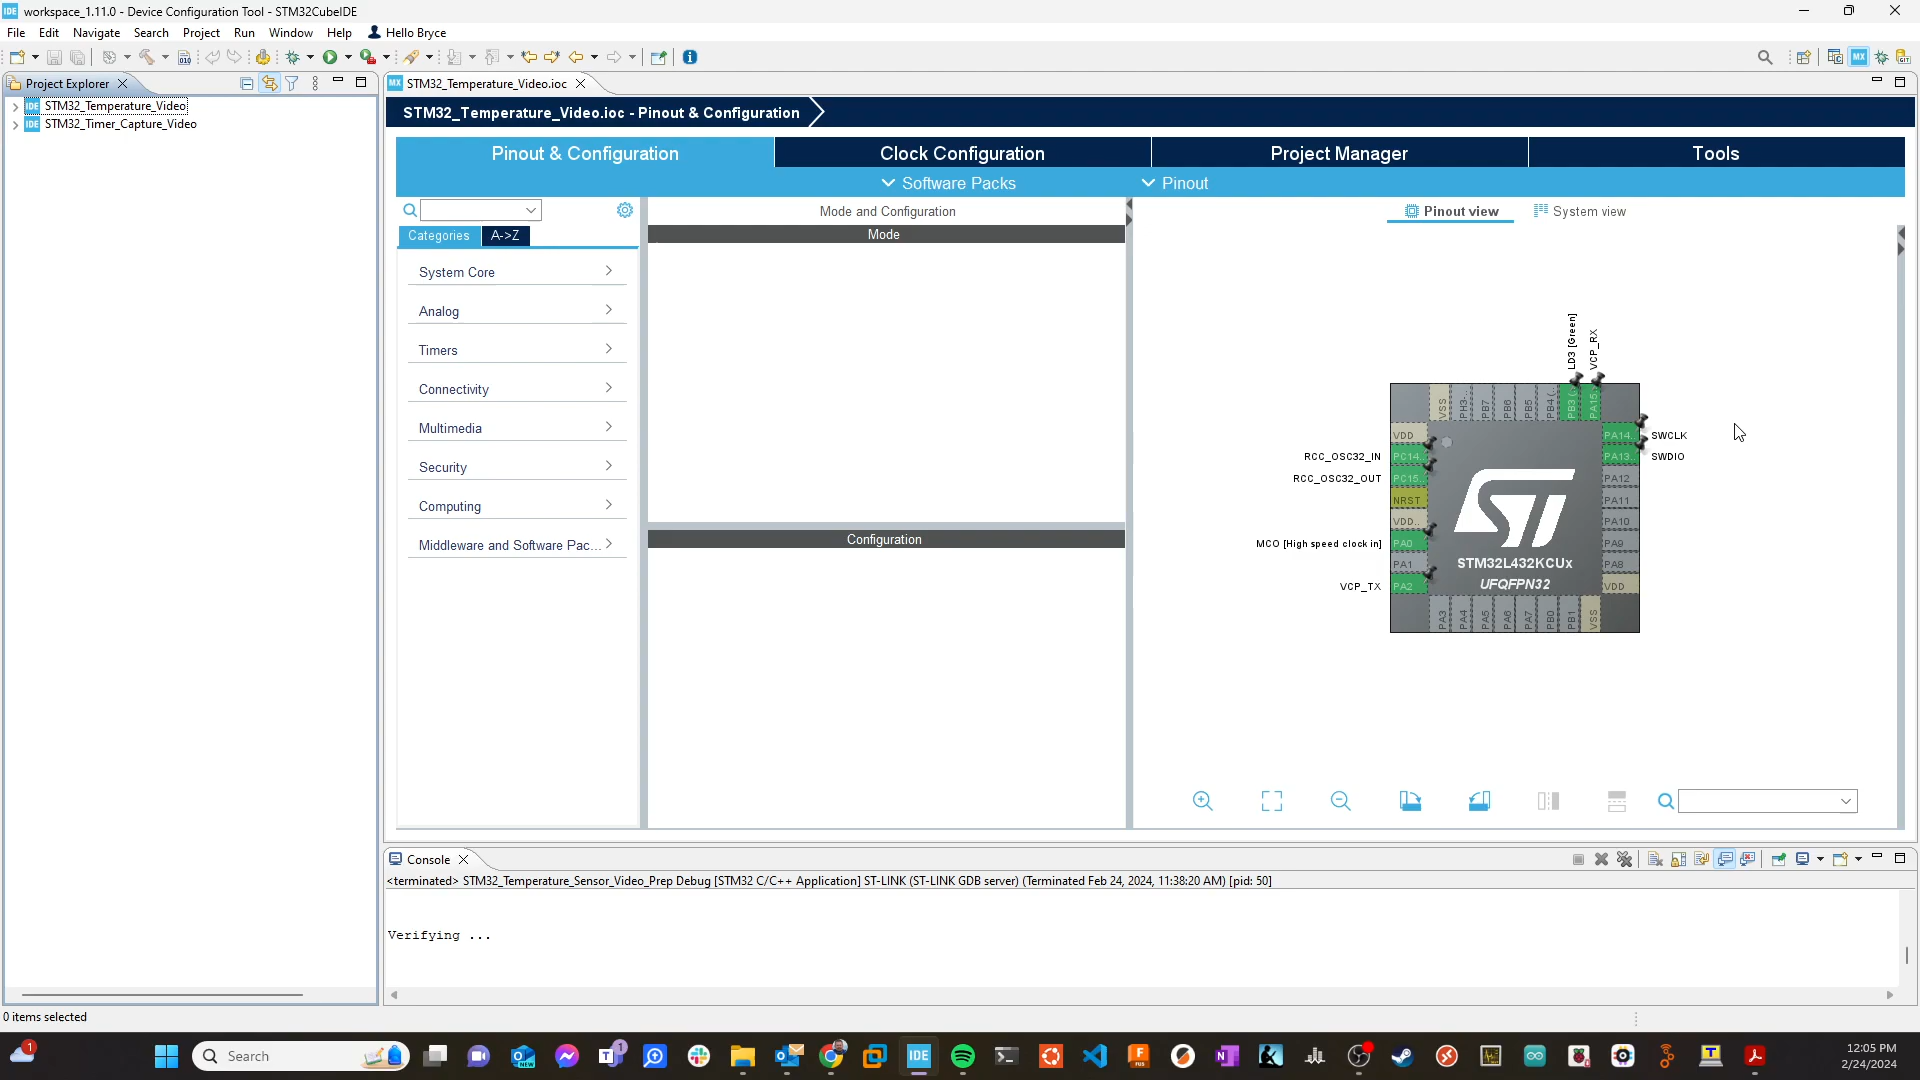 workspace_1.11.0 - Device Configuration Tool - STM32CubeIDE
File Edit Navigate Search Project Run Window Help Hello Bryce
Project Explorer
STM32_Temperature_Video
STM32_Timer_Capture_Video
STM32_Temperature_Video.ioc
STM32_Temperature_Video.ioc - Pinout & Configuration
Pinout & Configuration Clock Configuration Project Manager Tools
Software Packs Pinout
Mode and Configuration
Pinout view System view
Categories A->Z
Mode
System Core
Analog
Timers
Connectivity
Multimedia
Security
Computing
Middleware and Software Pac...
Configuration
LD3 [Green]
VCP_RX
VSS PH3-.. PB7 PB6 PB5 PB4 (.. PB3 (.. PA15
VDD
PA14.. SWCLK
RCC_OSC32_IN PC14..
PA13.. SWDIO
RCC_OSC32_OUT PC15..
PA12
NRST
PA11
VDD..
PA10
MCO [High speed clock in] PA0
PA9
PA1
PA8
VCP_TX PA2
VDD
STM32L432KCUx
UFQFPN32
PA3 PA4 PA5 PA6 PA7 PB0 PB1 VSS
Console
<terminated> STM32_Temperature_Sensor_Video_Prep Debug [STM32 C/C++ Application] ST-LINK (ST-LINK GDB server) (Terminated Feb 24, 2024, 11:38:20 AM) [pid: 50]
Verifying ...
0 items selected
Search
12:05 PM
2/24/2024